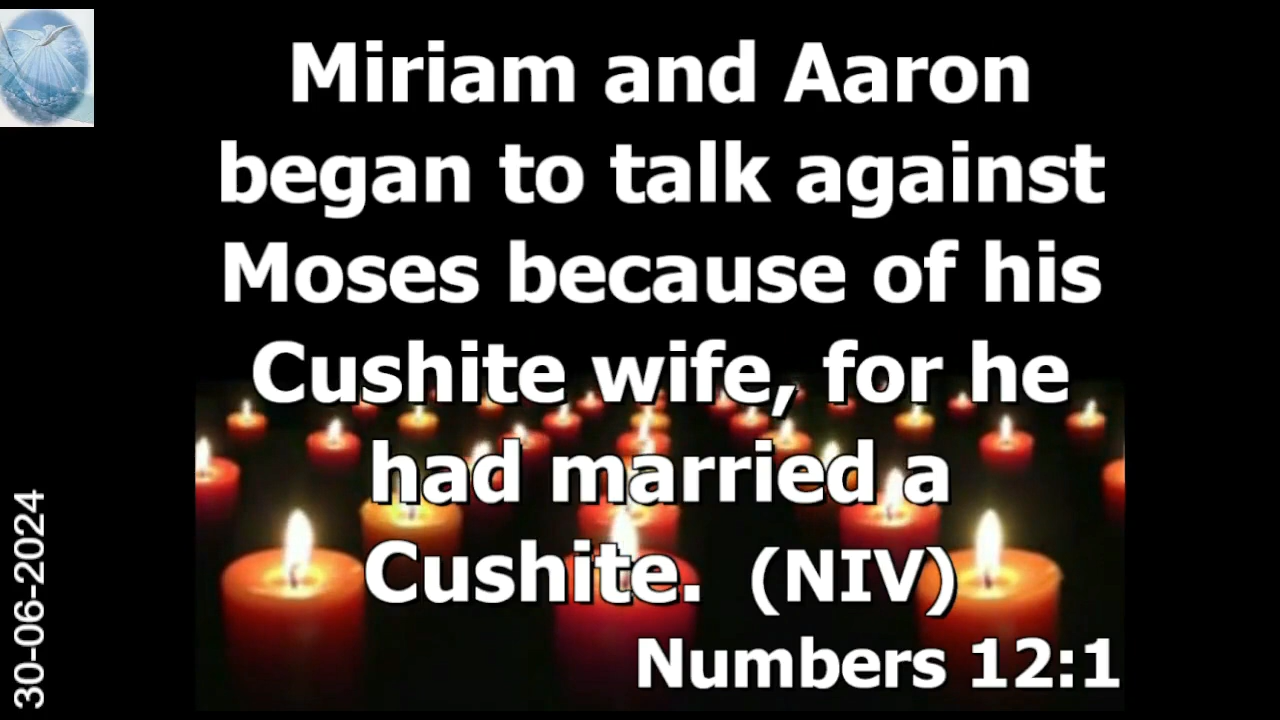 Miriam and Aaron
began to talk against
Moses because of his
Cushite wife, for he
had married a
Cushite. (NIV)
Numbers 12:1
30-06-2024